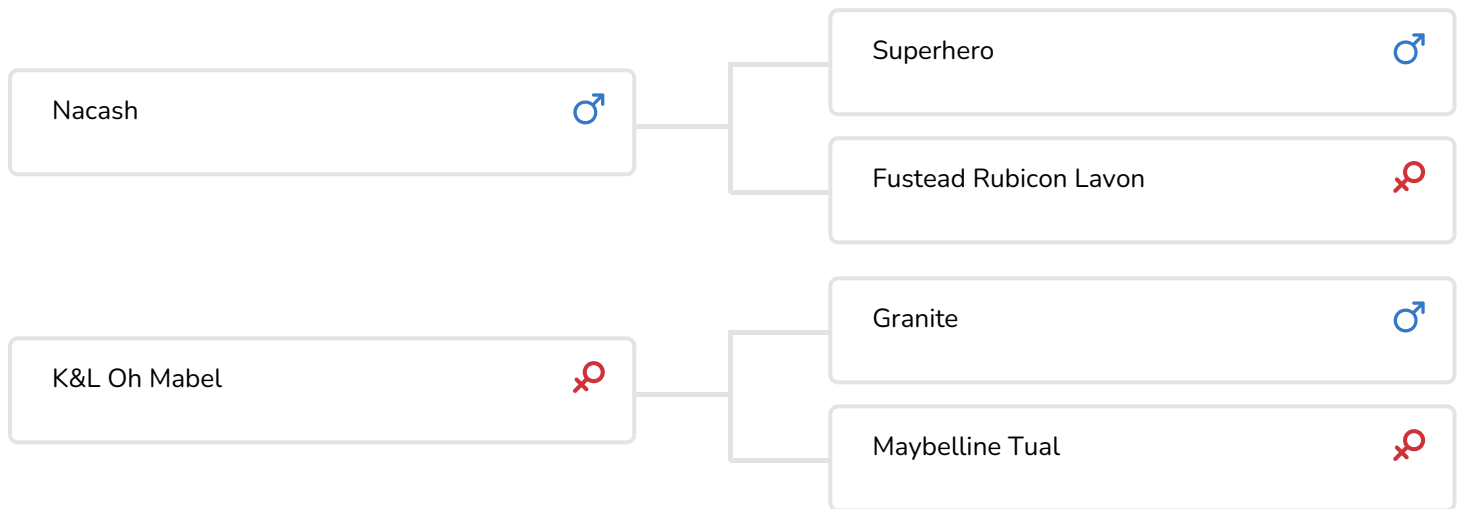 Superhero
Nacash
Fustead Rubicon Lavon
Granite
K&L Oh Mabel
Maybelline Tual